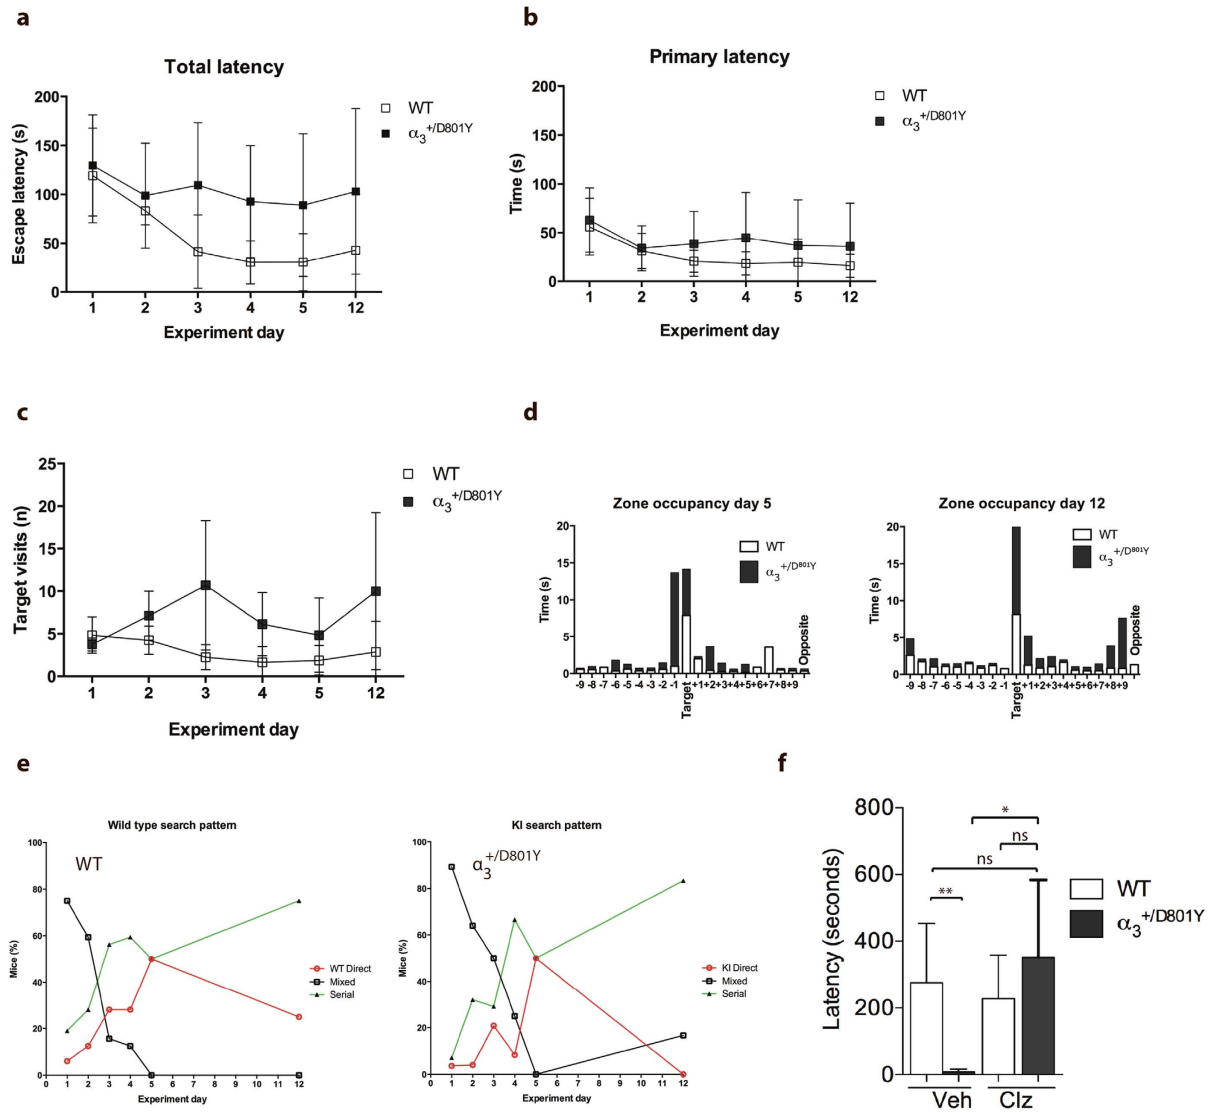 a
Total latency
200
150
100
50
0
Escape latency (s)
1 2 3 4 5 12
Experiment day
WT
α3+/D801Y
b
Primary latency
200
150
100
50
0
Time (s)
1 2 3 4 5 12
Experiment day
WT
α3+/D801Y
c
25
20
15
10
5
0
Target visits (n)
1 2 3 4 5 12
Experiment day
WT
α3+/D801Y
d
Zone occupancy day 5
20
15
10
5
0
Time (s)
WT
α3+/D801Y
Opposite
-9 -8 -7 -6 -5 -4 -3 -2 -1 Target +1 +2 +3 +4 +5 +6 +7 +8 +9
Zone occupancy day 12
20
15
10
5
0
Time (s)
WT
α3+/D801Y
Opposite
-9 -8 -7 -6 -5 -4 -3 -2 -1 Target +1 +2 +3 +4 +5 +6 +7 +8 +9
e
Wild type search pattern
WT
100
80
60
40
20
0
Mice (%)
0 1 2 3 4 5 6 7 8 9 10 11 12
Experiment day
WT Direct
Mixed
Serial
KI search pattern
α3+/D801Y
100
80
60
40
20
0
Mice (%)
0 1 2 3 4 5 6 7 8 9 10 11 12
Experiment day
KI Direct
Mixed
Serial
f
800
600
400
200
0
Latency (seconds)
*
ns
ns
**
WT
α3+/D801Y
Veh Clz